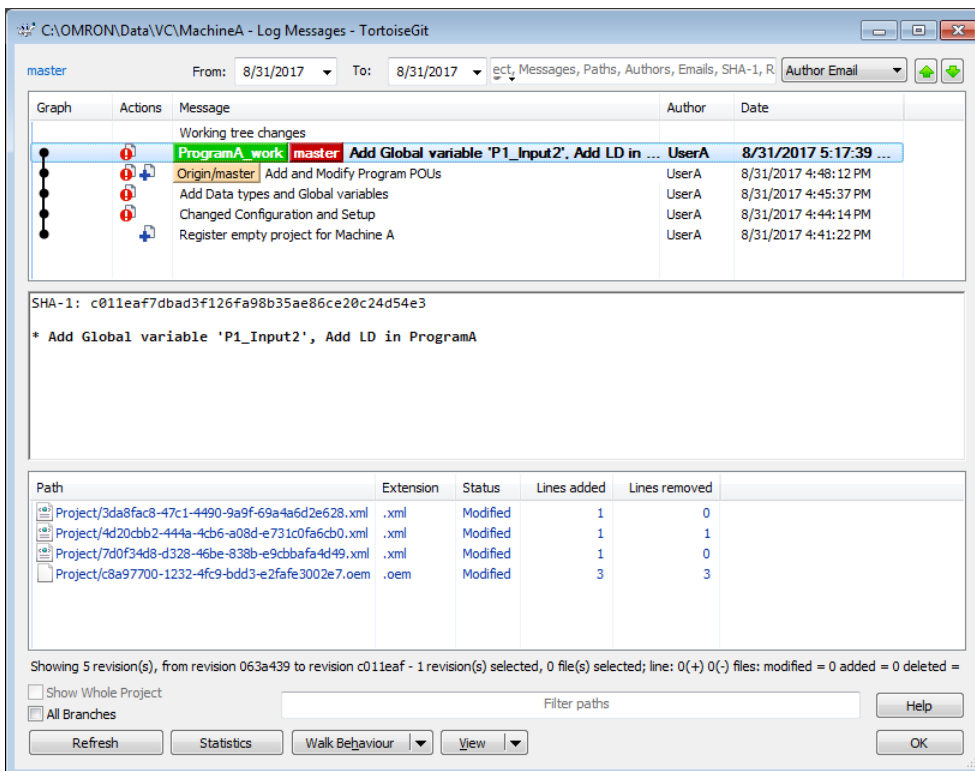 C:\OMRON\Data\VC\MachineA - Log Messages - TortoiseGit
master From: 8/31/2017 To: 8/31/2017 ect, Messages, Paths, Authors, Emails, SHA-1, R Author Email
Graph Actions Message Author Date
Working tree changes
ProgramA_work master Add Global variable 'P1_Input2', Add LD in ... UserA 8/31/2017 5:17:39 ...
Origin/master Add and Modify Program POUs UserA 8/31/2017 4:48:12 PM
Add Data types and Global variables UserA 8/31/2017 4:45:37 PM
Changed Configuration and Setup UserA 8/31/2017 4:44:14 PM
Register empty project for Machine A UserA 8/31/2017 4:41:22 PM
SHA-1: c011eaf7dbad3f126fa98b35ae86ce20c24d54e3
* Add Global variable 'P1_Input2', Add LD in ProgramA
Path Extension Status Lines added Lines removed
Project/3da8fac8-47c1-4490-9a9f-69a4a6d2e628.xml .xml Modified 1 0
Project/4d20cbb2-444a-4cb6-a08d-e731c0fa6cb0.xml .xml Modified 1 1
Project/7d0f34d8-d328-46be-838b-e9cbbafa4d49.xml .xml Modified 1 0
Project/c8a97700-1232-4fc9-bdd3-e2fafe3002e7.oem .oem Modified 3 3
Showing 5 revision(s), from revision 063a439 to revision c011eaf - 1 revision(s) selected, 0 file(s) selected; line: 0(+) 0(-) files: modified = 0 added = 0 deleted =
Show Whole Project
All Branches Filter paths Help
Refresh Statistics Walk Behaviour View OK